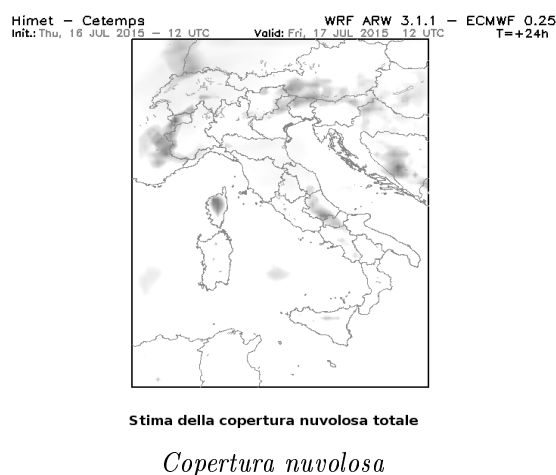 Himet – Cetemps WRF ARW 3.1.1 – ECMWF 0.25
Init.: Thu, 16 JUL 2015 – 12 UTC Valid: Fri, 17 JUL 2015 12 UTC T=+24h
Stima della copertura nuvolosa totale
Copertura nuvolosa